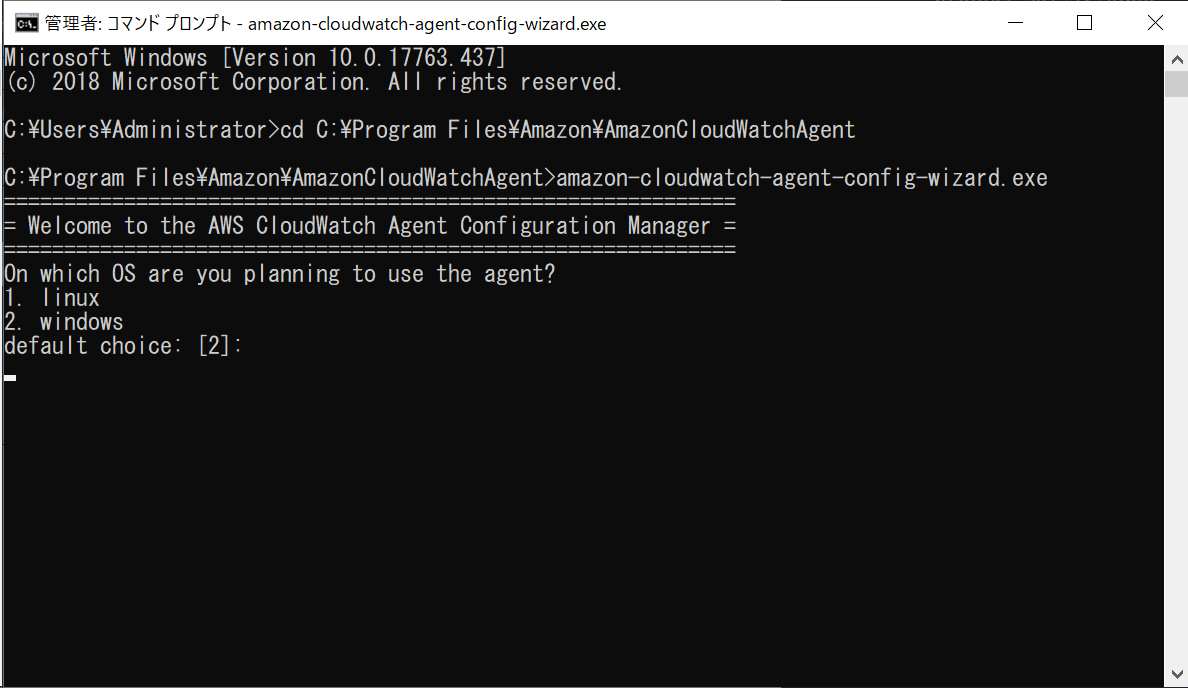 管理者: コマンド プロンプト - amazon-cloudwatch-agent-config-wizard.exe
Microsoft Windows [Version 10.0.17763.437]
(c) 2018 Microsoft Corporation. All rights reserved.
C:¥Users¥Administrator>cd C:¥Program Files¥Amazon¥AmazonCloudWatchAgent
C:¥Program Files¥Amazon¥AmazonCloudWatchAgent>amazon-cloudwatch-agent-config-wizard.exe
=============================================================
= Welcome to the AWS CloudWatch Agent Configuration Manager =
=============================================================
On which OS are you planning to use the agent?
1. linux
2. windows
default choice: [2]: